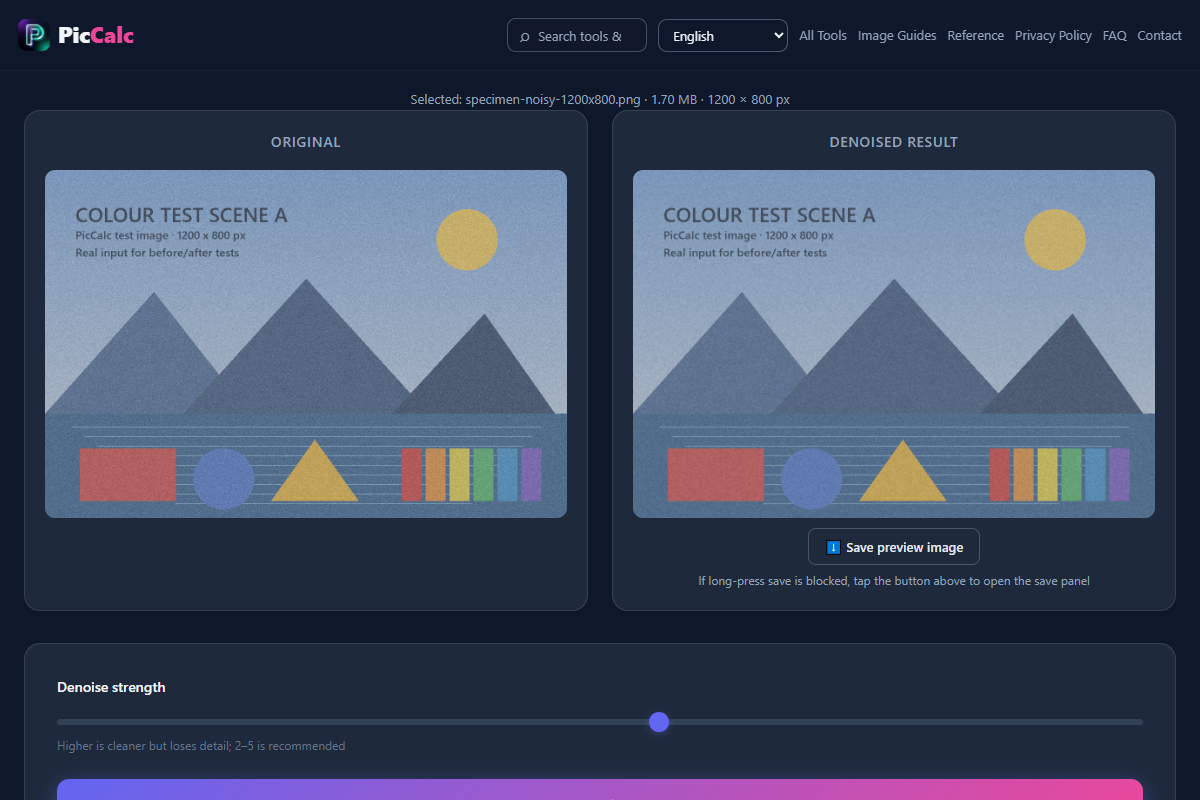 PicCalc
Search tools &
English
All Tools
Image Guides
Reference
Privacy Policy
FAQ
Contact
Selected: specimen-noisy-1200x800.png · 1.70 MB · 1200 × 800 px
ORIGINAL
COLOUR TEST SCENE A
PicCalc test image · 1200 x 800 px
Real input for before/after tests
DENOISED RESULT
COLOUR TEST SCENE A
PicCalc test image · 1200 x 800 px
Real input for before/after tests
Save preview image
If long-press save is blocked, tap the button above to open the save panel
Denoise strength
Higher is cleaner but loses detail; 2–5 is recommended